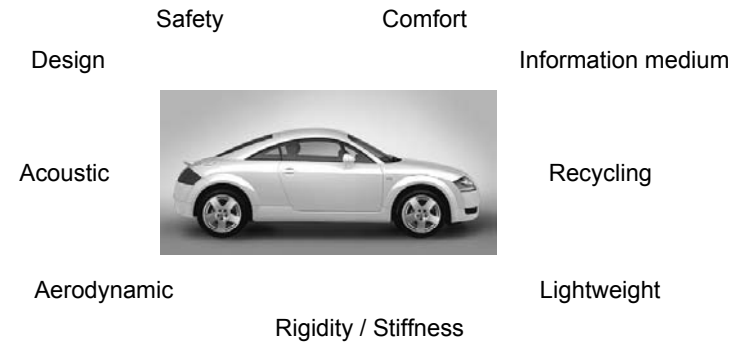 Safety Comfort
Design Information medium
Acoustic Recycling
Aerodynamic Lightweight
Rigidity / Stiffness